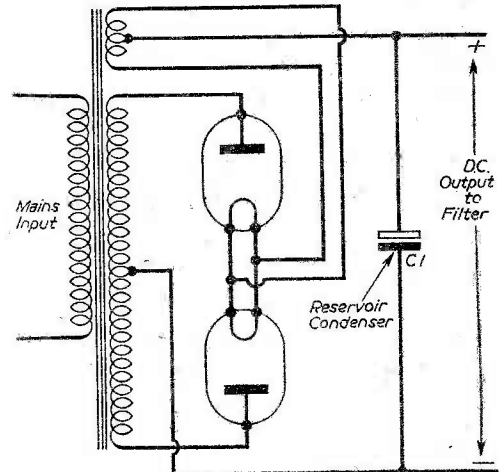 +
D.C.
Output
to
Filter
Mains
Input
C1
Reservoir
Condenser
−